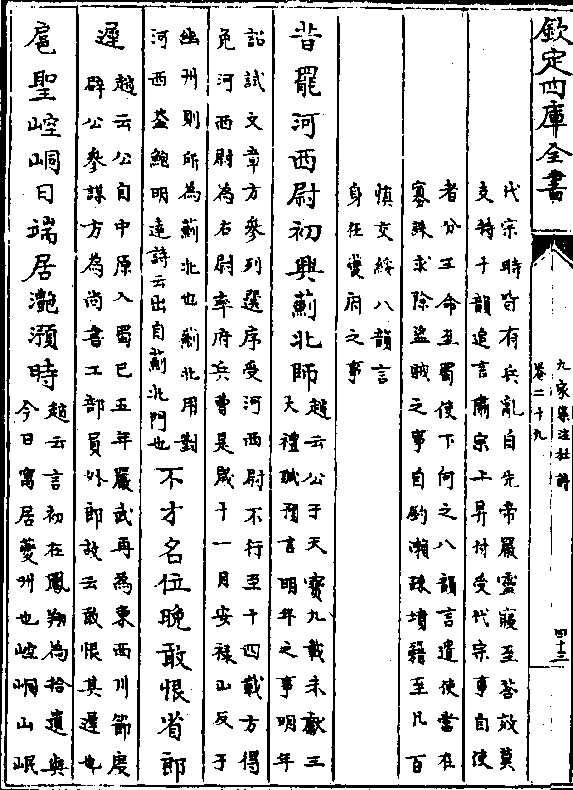 欽定四庫全書
九家集注杜詩
卷二十九
四十三
代宗時皆有兵亂自先帝嚴靈寢至答效莫
支持十韻追言肅宗上昇付受代宗事自使
者分王命至蜀使下何之八韻言遣使當在
寡誅求除盜賊之事自釣瀨疎墳籍至凡百
慎交綏八韻言
身在夔府之事
昔罷河西尉初興薊北師
趙云公于天寳九載末獻三
大禮賦預言明年之事明年
詔試文章方參列選序受河西尉不行至十四載方得
免河西尉為右尉率府兵曹是歲十一月安祿山反于
幽州則所為薊北也薊北用對
河西蓋鮑明遠詩云出自薊北門也
不才名位晚敢恨省郎
遲
趙云公自中原入蜀已五年嚴武再為東西川節度
辟公參謀方為尚書工部員外郎故云敢恨其遲也
扈聖崆峒日端居灔澦時
趙云言初在鳳翔為拾遺與
今日寓居夔州也崆峒山岷